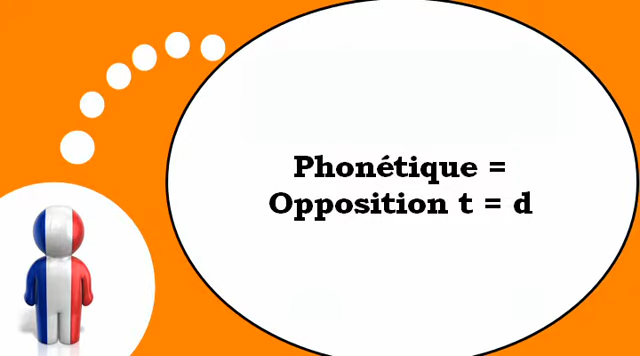 Phonétique =
Opposition t = d